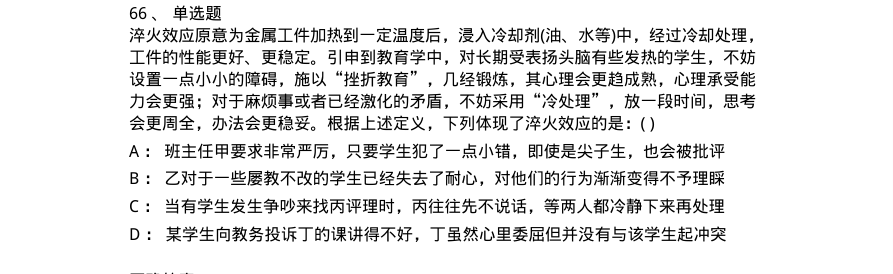 66 、 单选题
淬火效应原意为金属工件加热到一定温度后，浸入冷却剂(油、水等)中，经过冷却处理，
工件的性能更好、更稳定。引申到教育学中，对长期受表扬头脑有些发热的学生，不妨
设置一点小小的障碍，施以“挫折教育”，几经锻炼，其心理会更趋成熟，心理承受能
力会更强；对于麻烦事或者已经激化的矛盾，不妨采用“冷处理”，放一段时间，思考
会更周全，办法会更稳妥。根据上述定义，下列体现了淬火效应的是：( )
A： 班主任甲要求非常严厉，只要学生犯了一点小错，即使是尖子生，也会被批评
B： 乙对于一些屡教不改的学生已经失去了耐心，对他们的行为渐渐变得不予理睬
C： 当有学生发生争吵来找丙评理时，丙往往先不说话，等两人都冷静下来再处理
D： 某学生向教务投诉丁的课讲得不好，丁虽然心里委屈但并没有与该学生起冲突